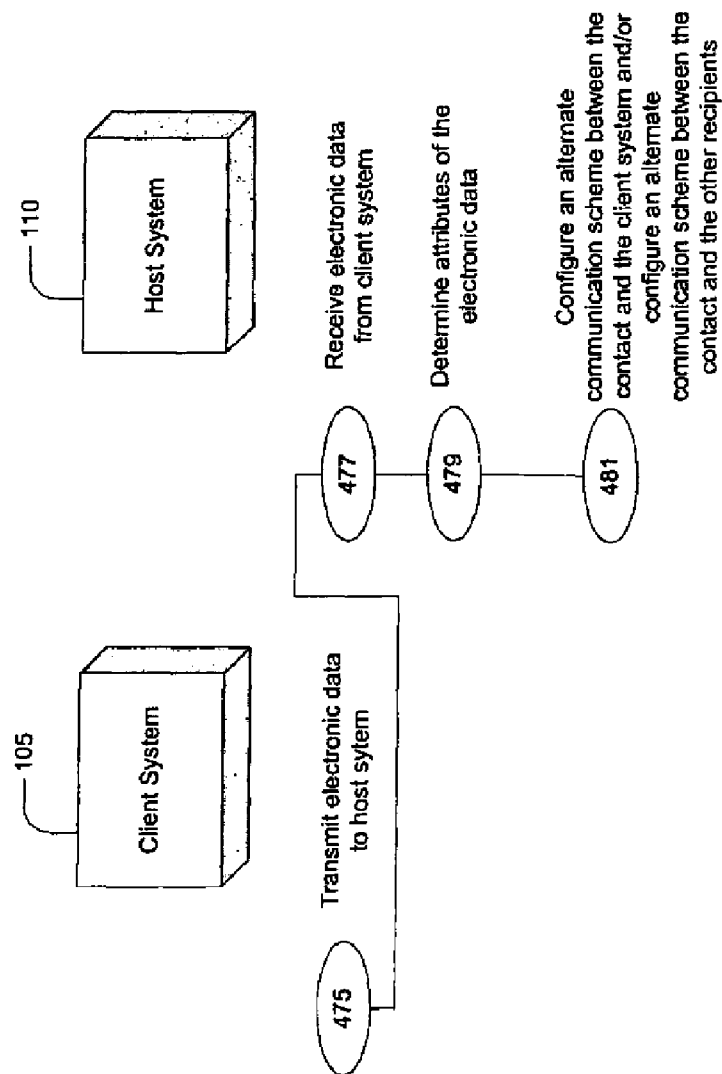 105
Client System
110
Host System
475
Transmit electronic data
to host sytem
477
Receive electronic data
from client system
479
Determine attributes of the
electronic data
481
Configure an alternate
communication scheme between the
contact and the client system and/or
configure an alternate
communication scheme between the
contact and the other recipients